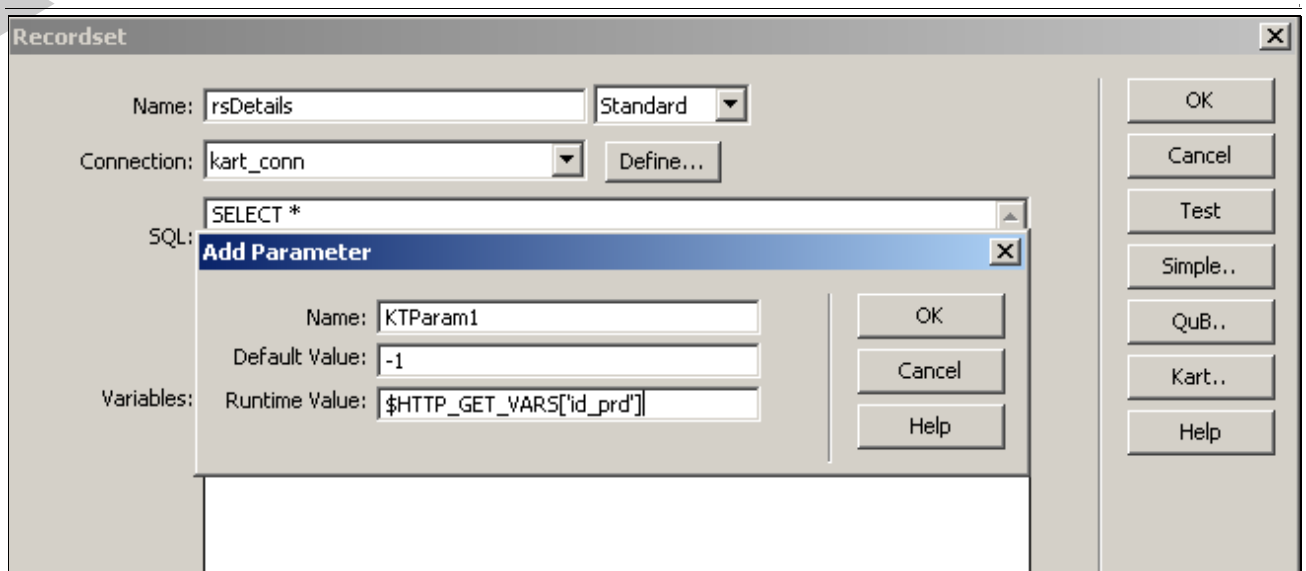 Recordset
Name: rsDetails Standard OK
Connection: kart_conn Define... Cancel
SQL: SELECT * Test
Add Parameter
Simple..
Name: KTParam1 OK
QuB..
Default Value: -1 Cancel
Kart..
Variables: Runtime Value: $HTTP_GET_VARS['id_prd']
Help Help